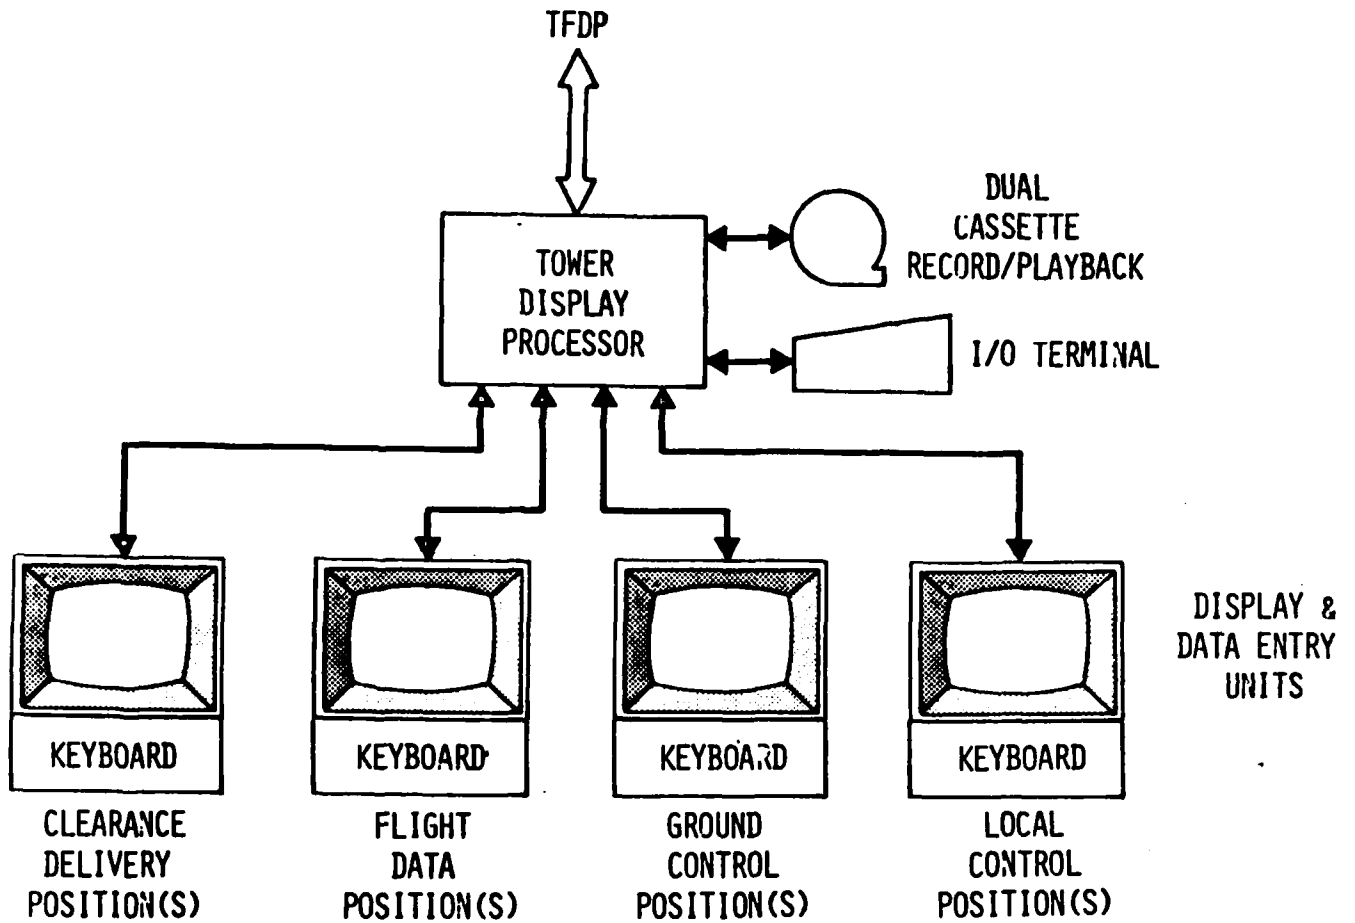 TFDP
DUAL
CASSETTE
RECORD/PLAYBACK
TOWER
DISPLAY
PROCESSOR
I/O TERMINAL
DISPLAY &
DATA ENTRY
UNITS
KEYBOARD
KEYBOARD
KEYBOARD
KEYBOARD
CLEARANCE
DELIVERY
POSITION(S)
FLIGHT
DATA
POSITION(S)
GROUND
CONTROL
POSITION(S)
LOCAL
CONTROL
POSITION(S)